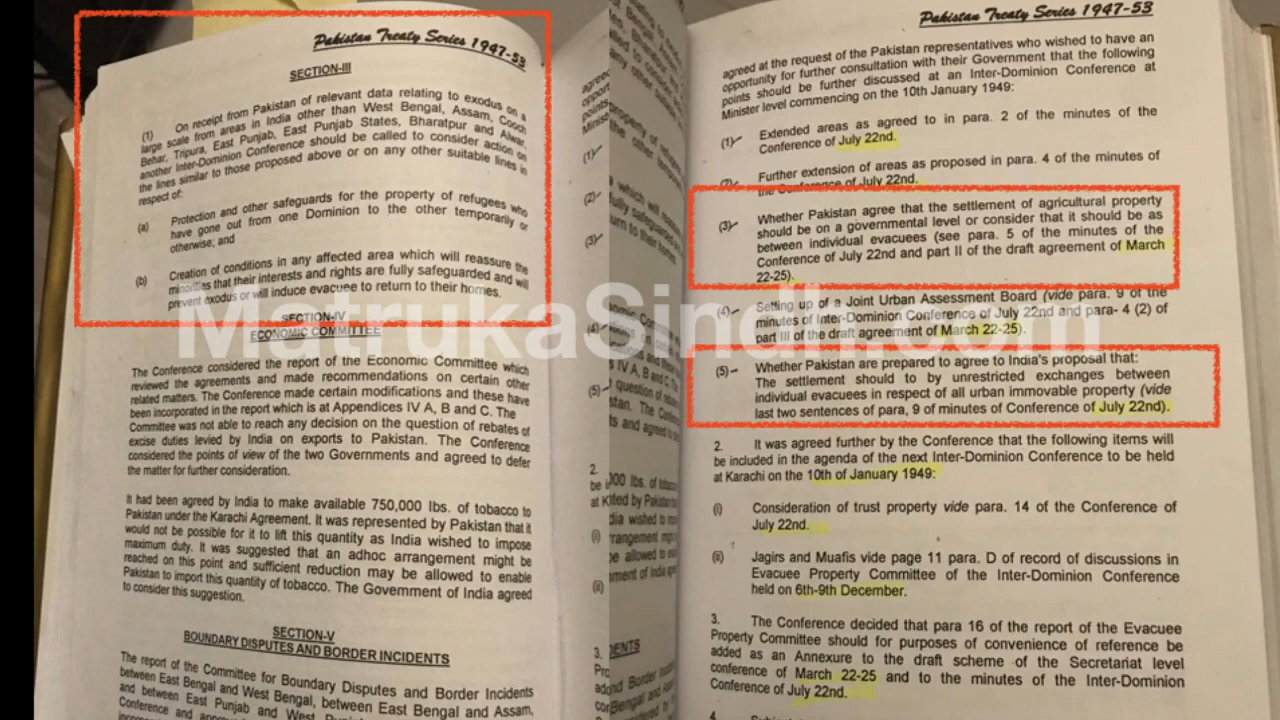 Pakistan Treaty Series 1947-53
SECTION-III
(1) On receipt from Pakistan of relevant data relating to exodus on a
large scale from areas in India other than West Bengal, Assam, Cooch
Behar, Tripura, East Punjab, East Punjab States, Bharatpur and Alwar,
another Inter-Dominion Conference should be called to consider action on
the lines similar to those proposed above or on any other suitable lines in
respect of:
(a) Protection and other safeguards for the property of refugees who
have gone out from one Dominion to the other temporarily or
otherwise; and
(b) Creation of conditions in any affected area which will reassure the
minorities that their interests and rights are fully safeguarded and will
prevent exodus or will induce evacuee to return to their homes.
SECTION-IV
ECONOMIC COMMITTEE
The Conference considered the report of the Economic Committee which
reviewed the agreements and made recommendations on certain other
related matters. The Conference made certain modifications and these have
been incorporated in the report which is at Appendices IV A, B and C. The
Committee was not able to reach any decision on the question of rebates of
excise duties levied by India on exports to Pakistan. The Conference
considered the points of view of the two Governments and agreed to defer
the matter for further consideration.
It had been agreed by India to make available 750,000 lbs. of tobacco to
Pakistan under the Karachi Agreement. It was represented by Pakistan that it
would not be possible for it to lift this quantity as India wished to impose
maximum duty. It was suggested that an adhoc arrangement might be
reached on this point and sufficient reduction may be allowed to enable
Pakistan to import this quantity of tobacco. The Government of India agreed
to consider this suggestion.
SECTION-V
BOUNDARY DISPUTES AND BORDER INCIDENTS
The report of the Committee for Boundary Disputes and Border Incidents
between East Bengal and West Bengal, between East Bengal and Assam,
and between East Punjab and West
Conference and
Pakistan Treaty Series 1947-53
agreed at the request of the Pakistan representatives who wished to have an
opportunity for further consultation with their Government that the following
points should be further discussed at an Inter-Dominion Conference at
Minister level commencing on the 10th January 1949:
(1) Extended areas as agreed to in para. 2 of the minutes of the
Conference of July 22nd.
(2) Further extension of areas as proposed in para. 4 of the minutes of
the Conference of July 22nd.
(3) Whether Pakistan agree that the settlement of agricultural property
should be on a governmental level or consider that it should be as
between individual evacuees (see para. 5 of the minutes of the
Conference of July 22nd and part II of the draft agreement of March
22-25).
(4) Setting up of a Joint Urban Assessment Board (vide para. 9 of the
minutes of Inter-Dominion Conference of July 22nd and para- 4 (2) of
part III of the draft agreement of March 22-25).
(5) Whether Pakistan are prepared to agree to India's proposal that:
The settlement should to by unrestricted exchanges between
individual evacuees in respect of all urban immovable property (vide
last two sentences of para, 9 of minutes of Conference of July 22nd).
2. It was agreed further by the Conference that the following items will
be included in the agenda of the next Inter-Dominion Conference to be held
at Karachi on the 10th of January 1949:
(i) Consideration of trust property vide para. 14 of the Conference of
July 22nd.
(ii) Jagirs and Muafis vide page 11 para. D of record of discussions in
Evacuee Property Committee of the Inter-Dominion Conference
held on 6th-9th December.
3. The Conference decided that para 16 of the report of the Evacuee
Property Committee should for purposes of convenience of reference be
added as an Annexure to the draft scheme of the Secretariat level
conference of March 22-25 and to the minutes of the Inter-Dominion
Conference of July 22nd.
4.
MatrukaSindh.com